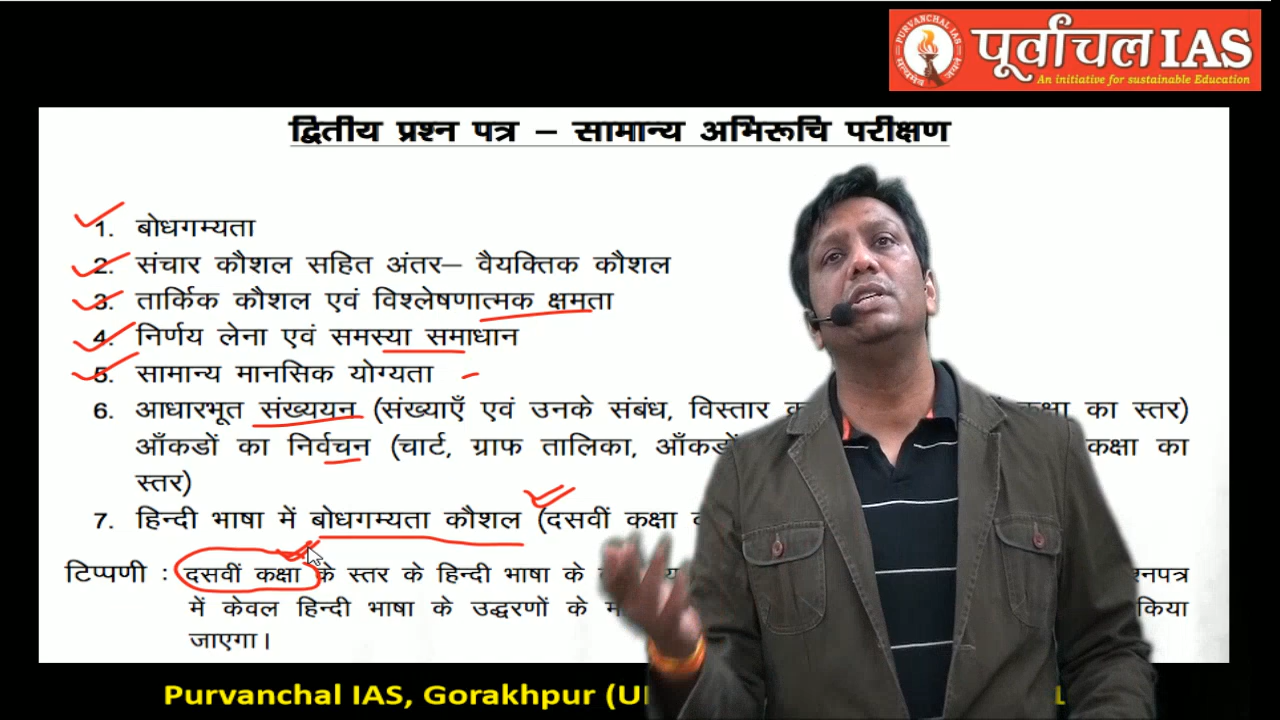 PURVANCHAL IAS
पूर्वांचल IAS
An initiative for sustainable Education
द्वितीय प्रश्न पत्र – सामान्य अभिरूचि परीक्षण
1. बोधगम्यता
2. संचार कौशल सहित अंतर– वैयक्तिक कौशल
3. तार्किक कौशल एवं विश्लेषणात्मक क्षमता
4. निर्णय लेना एवं समस्या समाधान
5. सामान्य मानसिक योग्यता
6. आधारभूत संख्ययन (संख्याएँ एवं उनके संबंध, विस्तार कक्षा का स्तर)
आँकडों का निर्वचन (चार्ट, ग्राफ तालिका, आँकडों कक्षा का
स्तर)
7. हिन्दी भाषा में बोधगम्यता कौशल (दसवीं कक्षा
टिप्पणी : दसवीं कक्षा के स्तर के हिन्दी भाषा के
में केवल हिन्दी भाषा के उद्धरणों के किया
जाएगा।
Purvanchal IAS, Gorakhpur